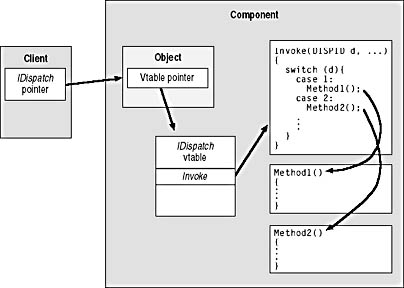 Component
Client
IDispatch
pointer
Object
Vtable pointer
IDispatch
vtable
Invoke
Invoke(DISPID d, ...)
{
switch (d){
case 1:
Method1();
case 2:
Method2();
.
.
.
}
}
Method1()
{
.
.
.
}
Method2()
{
.
.
.
}